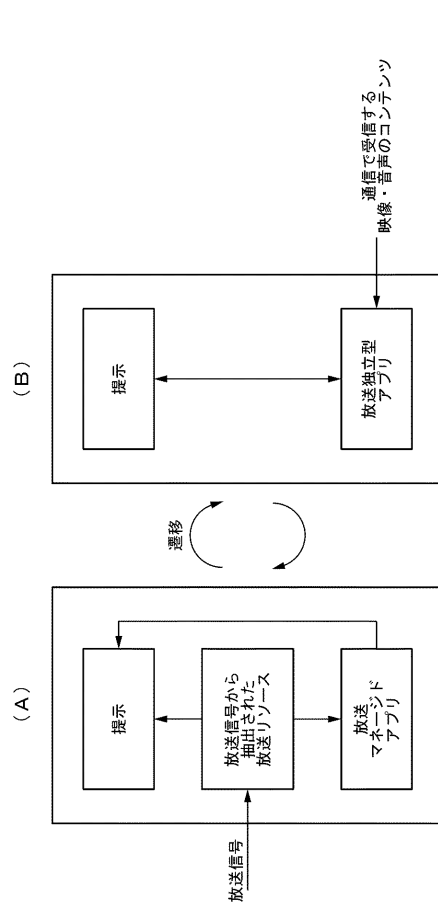 (A)
提示
放送信号から
抽出された
放送リソース
放送
マネージド
アプリ
放送信号
遷移
(B)
提示
放送独立型
アプリ
通信で受信する
映像・音声のコンテンツ